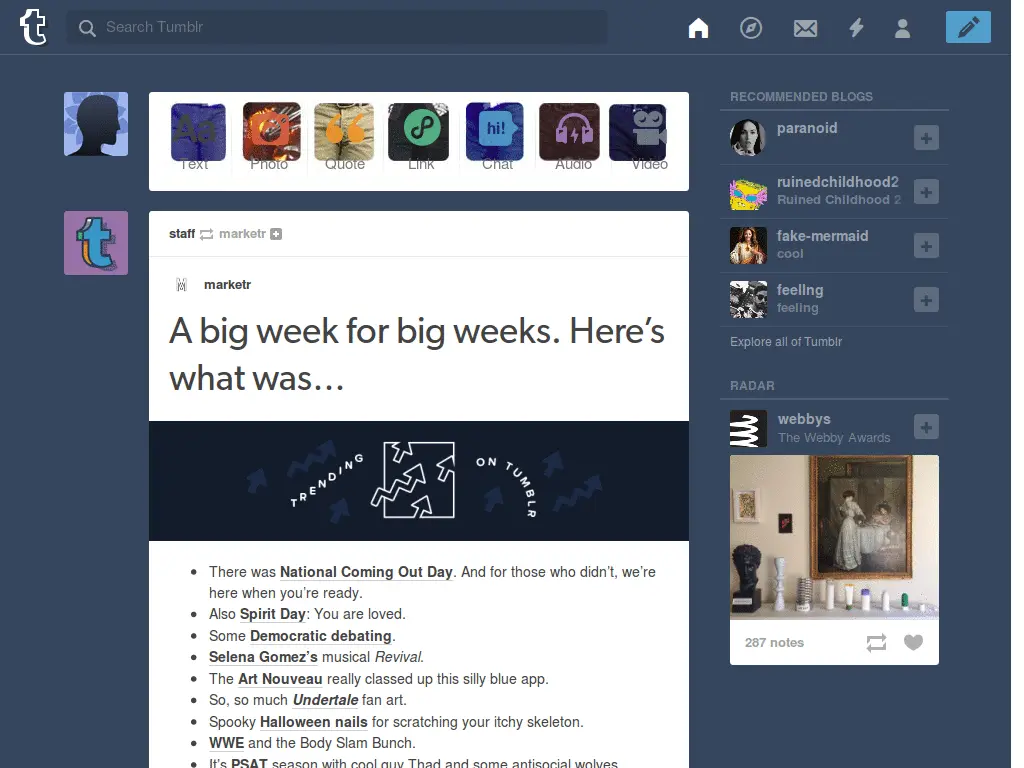 Search Tumblr
Aa
hi!
Text Photo Quote Link Chat Audio Video
staff marketr
marketr
A big week for big weeks. Here’s
what was…
TRENDING ON TUMBLR
There was National Coming Out Day. And for those who didn’t, we’re
here when you’re ready.
Also Spirit Day: You are loved.
Some Democratic debating.
Selena Gomez’s musical Revival.
The Art Nouveau really classed up this silly blue app.
So, so much Undertale fan art.
Spooky Halloween nails for scratching your itchy skeleton.
WWE and the Body Slam Bunch.
It’s PSAT season with cool guy Thad and some antisocial wolves.
RECOMMENDED BLOGS
paranoid
ruinedchildhood2
Ruined Childhood 2
fake-mermaid
cool
feellng
feeling
Explore all of Tumblr
RADAR
webbys
The Webby Awards
287 notes